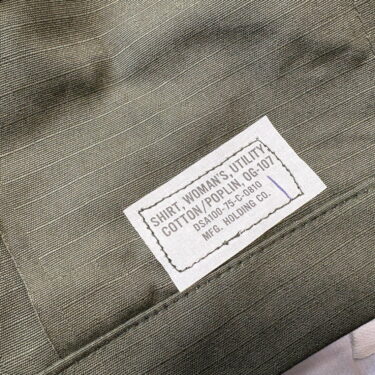 SHIRT, WOMAN'S, UTILITY,
COTTON/POPLIN, OG-107
DSA100-75-C-0810
MFG. HOLDING CO.